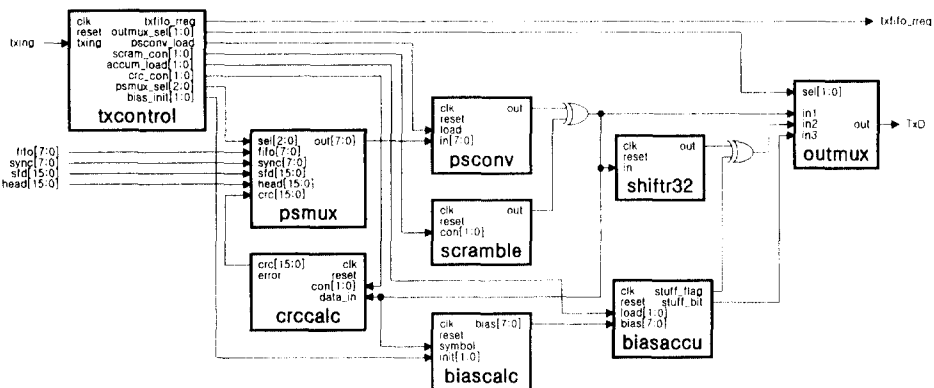 clk txfifo_rreg
reset outmux_sel[1:0]
txing psconv_load
scram_con[1:0]
accum_load[1:0]
crc_con[1:0]
psmux_sel[2:0]
bias_init[1:0]
txcontrol
txing
txfifo_rreg
fifo[7:0]
sync[7:0]
sfd[15:0]
head[15:0]
sel[2:0] out[7:0]
fifo[7:0]
sync[7:0]
sfd[15:0]
head[15:0]
crc[15:0]
psmux
clk out
reset
load
in[7:0]
psconv
clk out
reset
con[1:0]
scramble
clk out
reset
in
shiftr32
sel[1:0]
in1
in2 out
in3
outmux
TxD
crc[15:0] clk
error reset
con[1:0]
data_in
crccalc
clk bias[7:0]
reset
symbol
init[1:0]
biascalc
clk stuff_flag
reset stuff_bit
load[1:0]
bias[7:0]
biasaccu